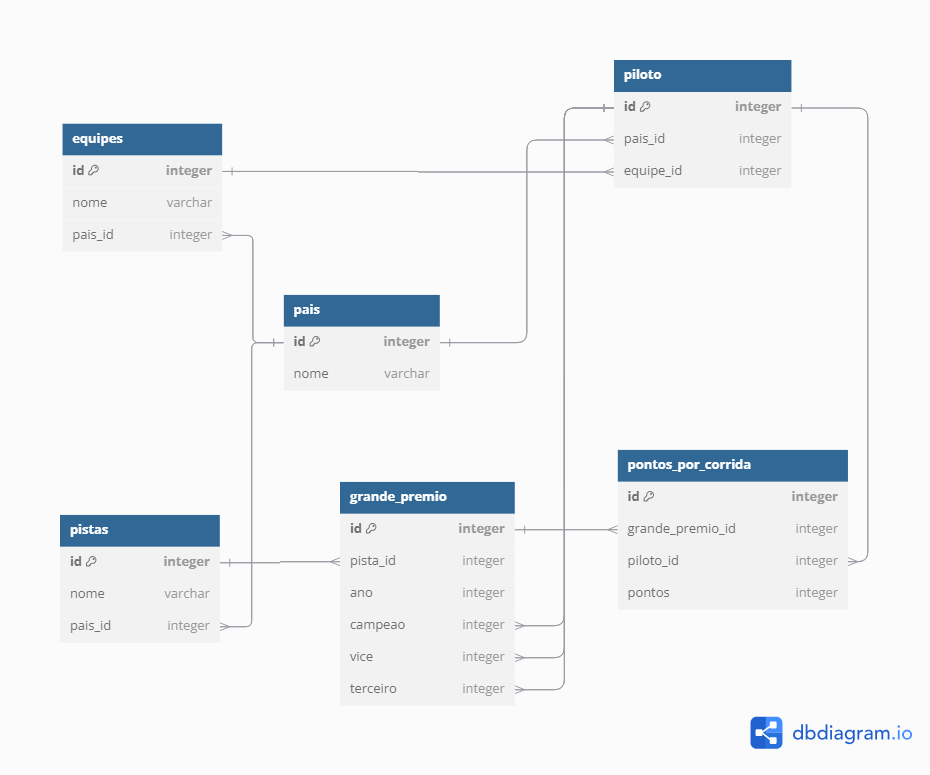 piloto
id integer
pais_id integer
equipe_id integer
equipes
id integer
nome varchar
pais_id integer
pais
id integer
nome varchar
pontos_por_corrida
id integer
grande_premio_id integer
piloto_id integer
pontos integer
grande_premio
id integer
pista_id integer
ano integer
campeao integer
vice integer
terceiro integer
pistas
id integer
nome varchar
pais_id integer
dbdiagram.io